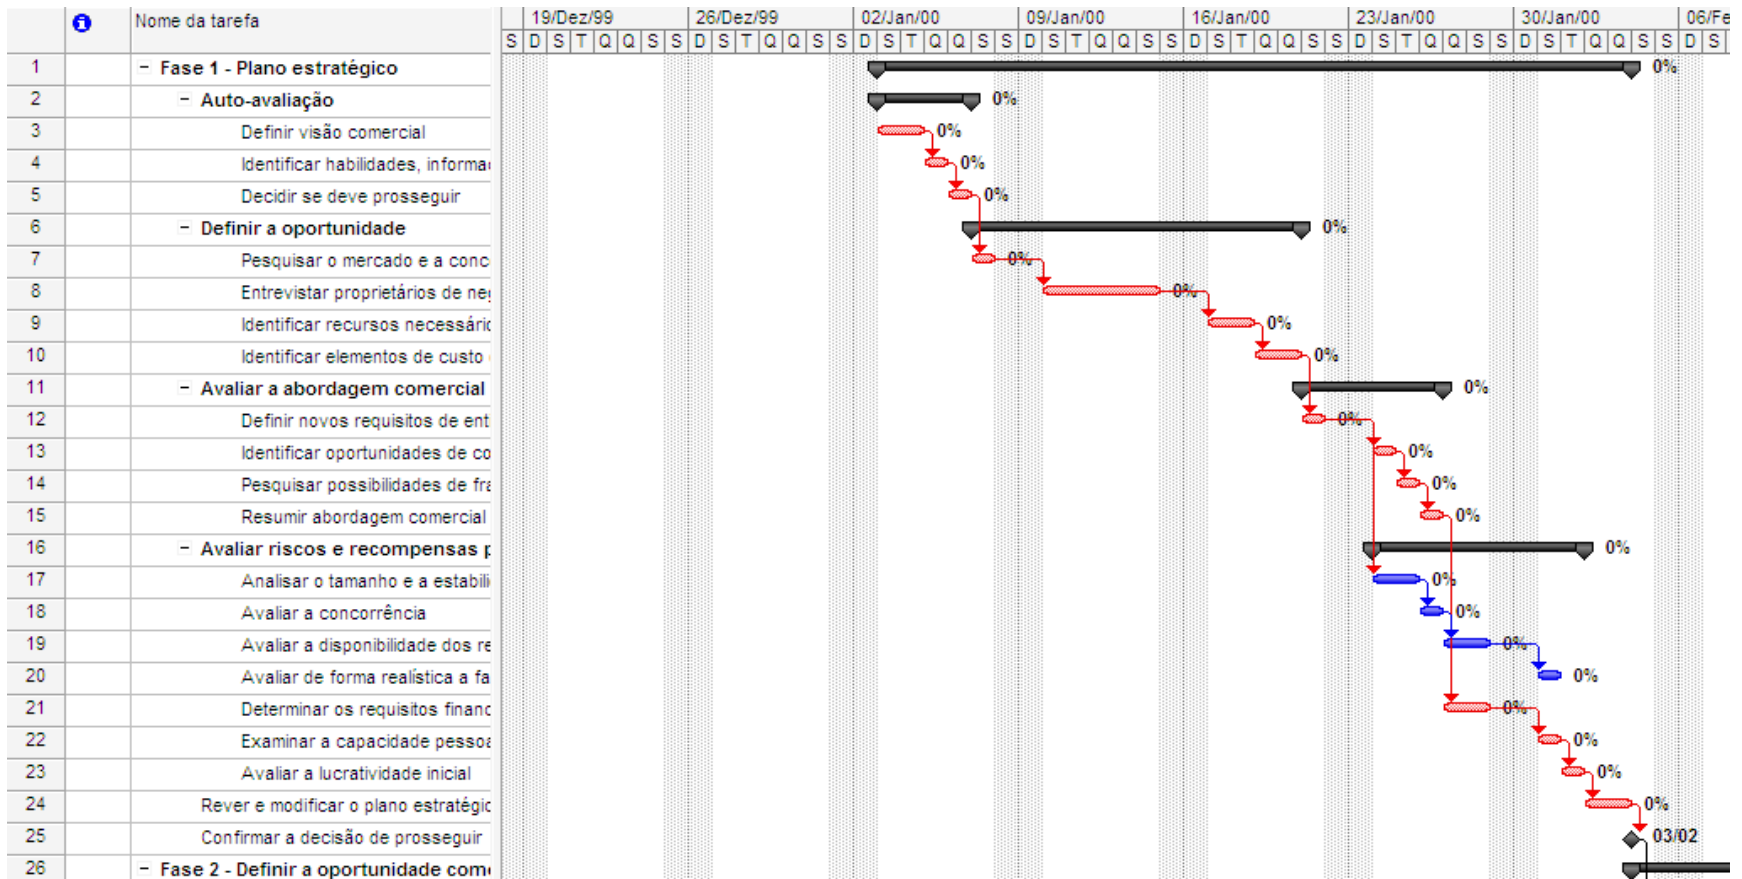 Nome da tarefa
19/Dez/99 26/Dez/99 02/Jan/00 09/Jan/00 16/Jan/00 23/Jan/00 30/Jan/00 06/Fe
S D S T Q Q S S D S T Q Q S S D S T Q Q S S D S T Q Q S S D S T Q Q S S D S T Q Q S S D S T Q Q S S D S
1 − Fase 1 - Plano estratégico 0%
2 − Auto-avaliação 0%
3 Definir visão comercial 0%
4 Identificar habilidades, informa 0%
5 Decidir se deve prosseguir 0%
6 − Definir a oportunidade 0%
7 Pesquisar o mercado e a conc 0%
8 Entrevistar proprietários de neg 0%
9 Identificar recursos necessário 0%
10 Identificar elementos de custo 0%
11 − Avaliar a abordagem comercial 0%
12 Definir novos requisitos de ent 0%
13 Identificar oportunidades de co 0%
14 Pesquisar possibilidades de fra 0%
15 Resumir abordagem comercial 0%
16 − Avaliar riscos e recompensas p 0%
17 Analisar o tamanho e a estabili 0%
18 Avaliar a concorrência 0%
19 Avaliar a disponibilidade dos re 0%
20 Avaliar de forma realística a fa 0%
21 Determinar os requisitos financ 0%
22 Examinar a capacidade pessoa 0%
23 Avaliar a lucratividade inicial 0%
24 Rever e modificar o plano estratégic 0%
25 Confirmar a decisão de prosseguir 03/02
26 − Fase 2 - Definir a oportunidade com